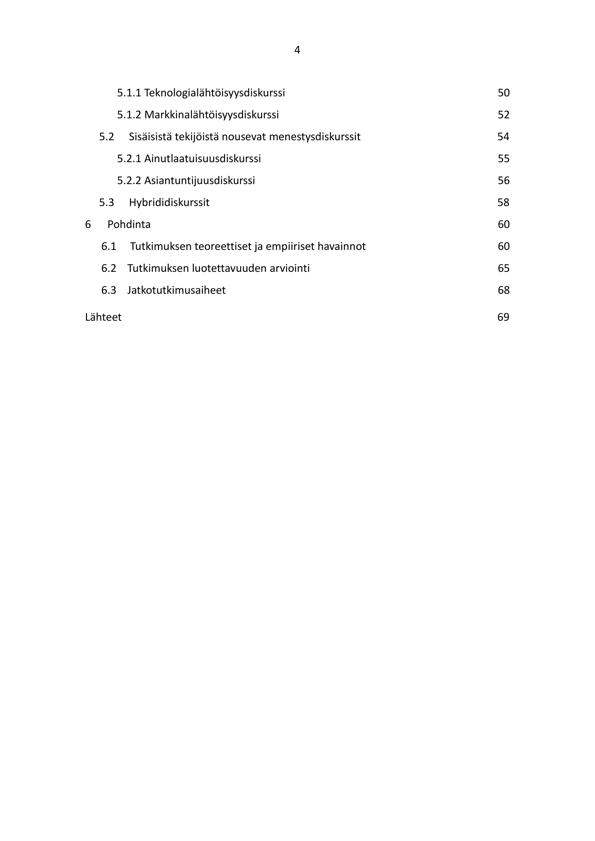 4
5.1.1 Teknologialähtöisyysdiskurssi 50
5.1.2 Markkinalähtöisyysdiskurssi 52
5.2 Sisäisistä tekijöistä nousevat menestysdiskurssit 54
5.2.1 Ainutlaatuisuusdiskurssi 55
5.2.2 Asiantuntijuusdiskurssi 56
5.3 Hybrididiskurssit 58
6 Pohdinta 60
6.1 Tutkimuksen teoreettiset ja empiiriset havainnot 60
6.2 Tutkimuksen luotettavuuden arviointi 65
6.3 Jatkotutkimusaiheet 68
Lähteet 69